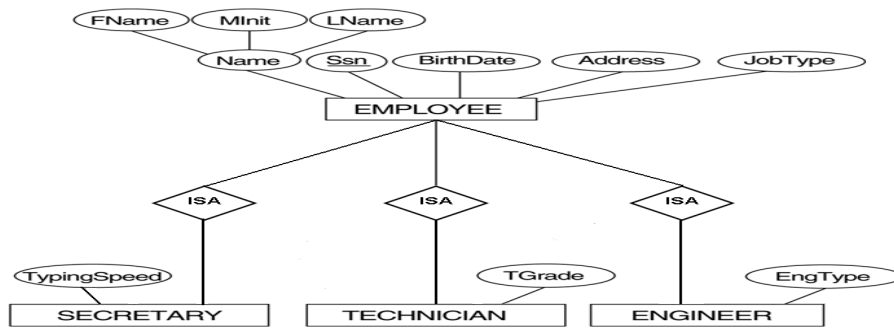 FName MInit LName
Name Ssn BirthDate Address JobType
EMPLOYEE
ISA ISA ISA
TypingSpeed TGrade EngType
SECRETARY TECHNICIAN ENGINEER